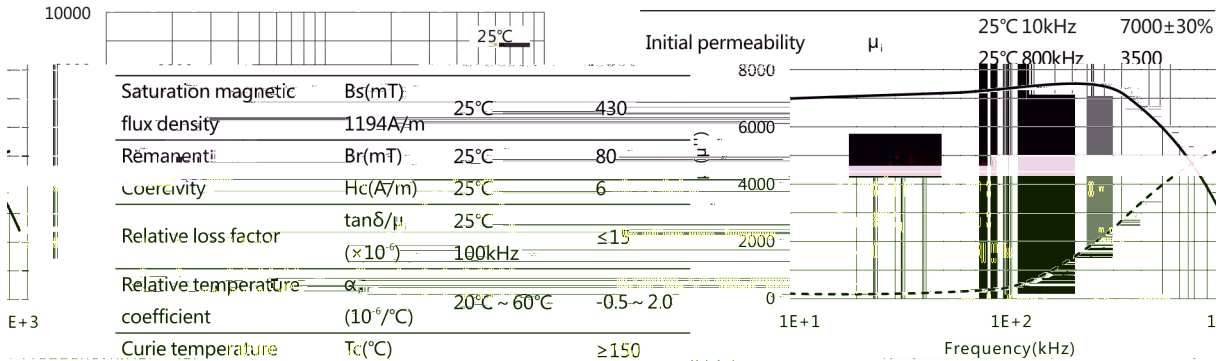 10000
25℃
Initial permeability μi 25℃ 10kHz 7000±30%
25℃ 800kHz 3500
Saturation magnetic Bs(mT) 25℃ 430
flux density 1194A/m
Br(mT) 25℃ 80
Coercivity Hc(A/m) 25℃ 6
Relative loss factor tanδ/μi 25℃ ≤15
(×10⁻⁶) 100kHz
Relative temperature
coefficient (10⁻⁶/℃) 20℃ ~ 60℃ -0.5 ~ 2.0
Curie temperature Tc(℃) ≥150
8000
6000
4000
2000
0
E+3
1E+1 1E+2 1
Frequency(kHz)